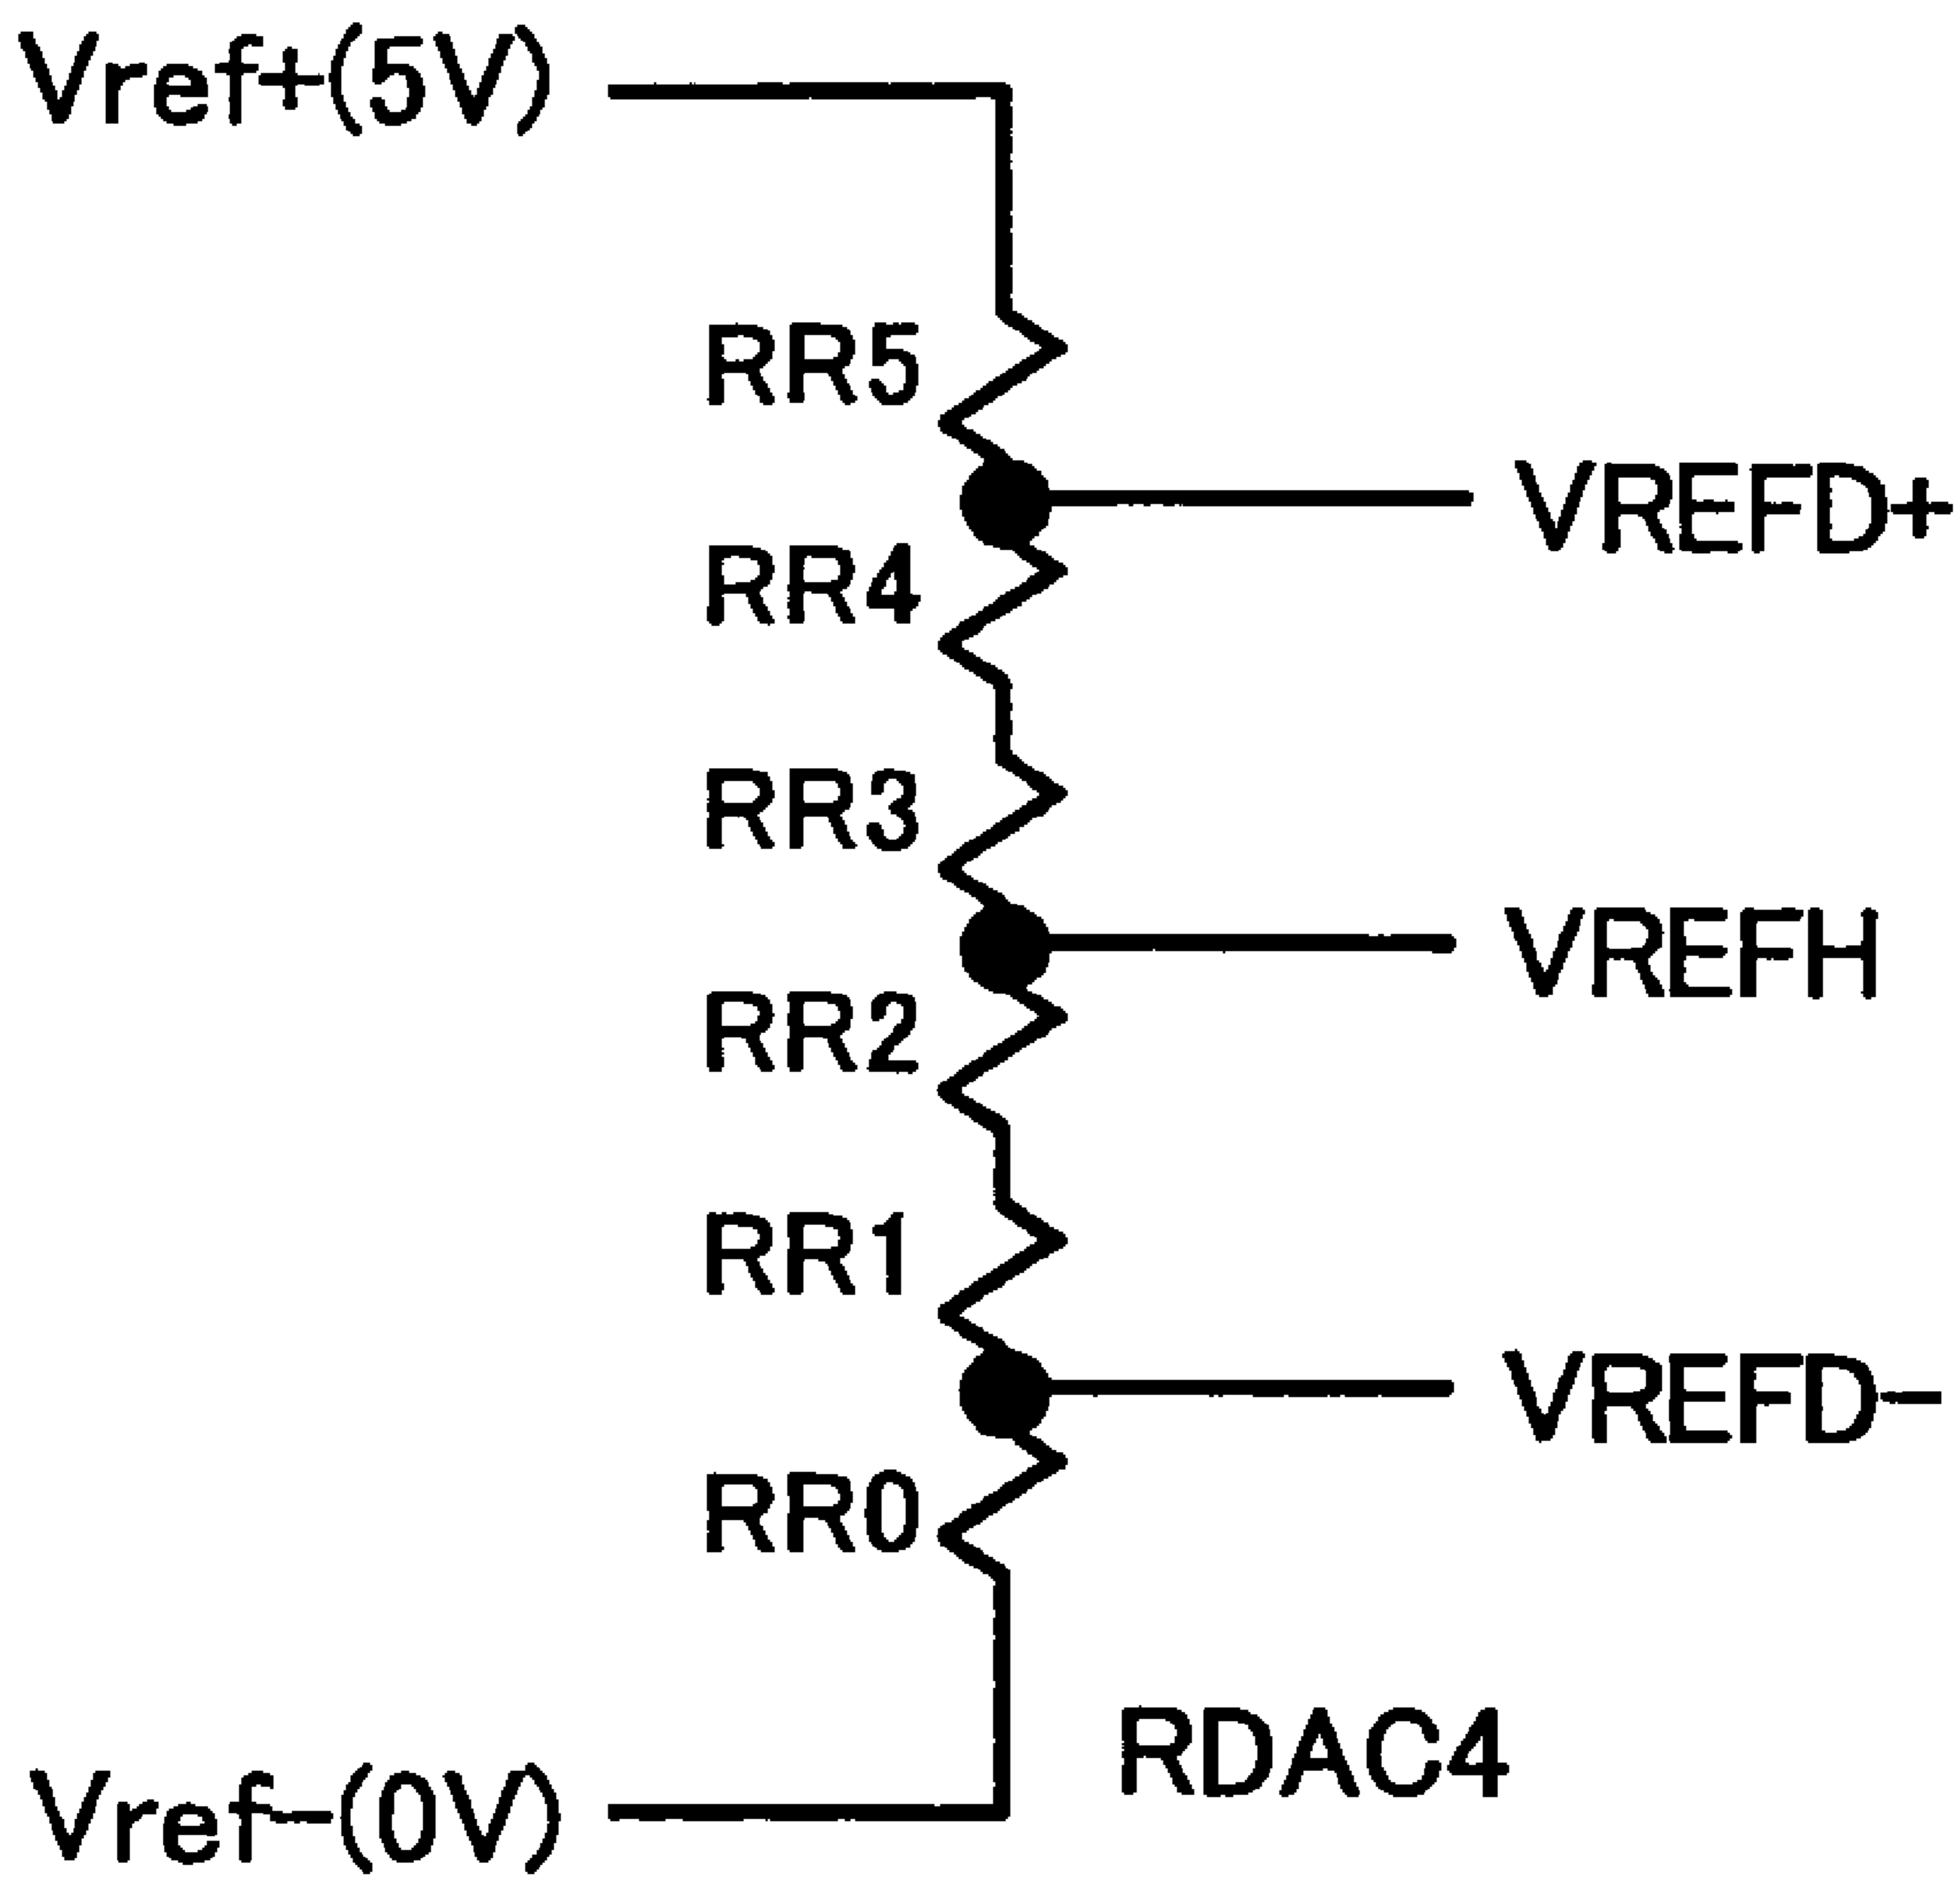 Vref+(5V)
RR5
VREFD+
RR4
RR3
VREFH
RR2
RR1
VREFD-
RR0
RDAC4
Vref-(0V)